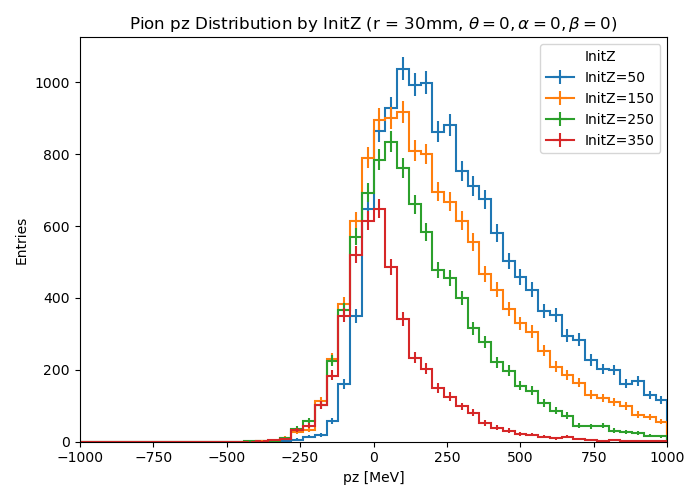 Pion pz Distribution by InitZ (r = 30mm, θ = 0, α = 0, β = 0)
InitZ
InitZ=50
InitZ=150
InitZ=250
InitZ=350
Entries
1000
800
600
400
200
0
−1000 −750 −500 −250 0 250 500 750 1000
pz [MeV]